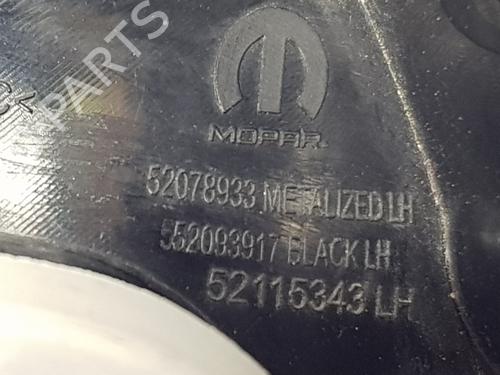 PARTS
MOPAR
52078933 METALIZED LH
552093917 BLACK LH
52115343 LH